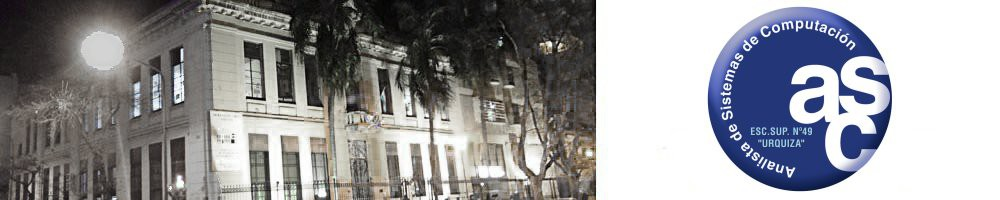 Analista de Sistemas de Computación
asc
ESC.SUP. Nº49
"URQUIZA"